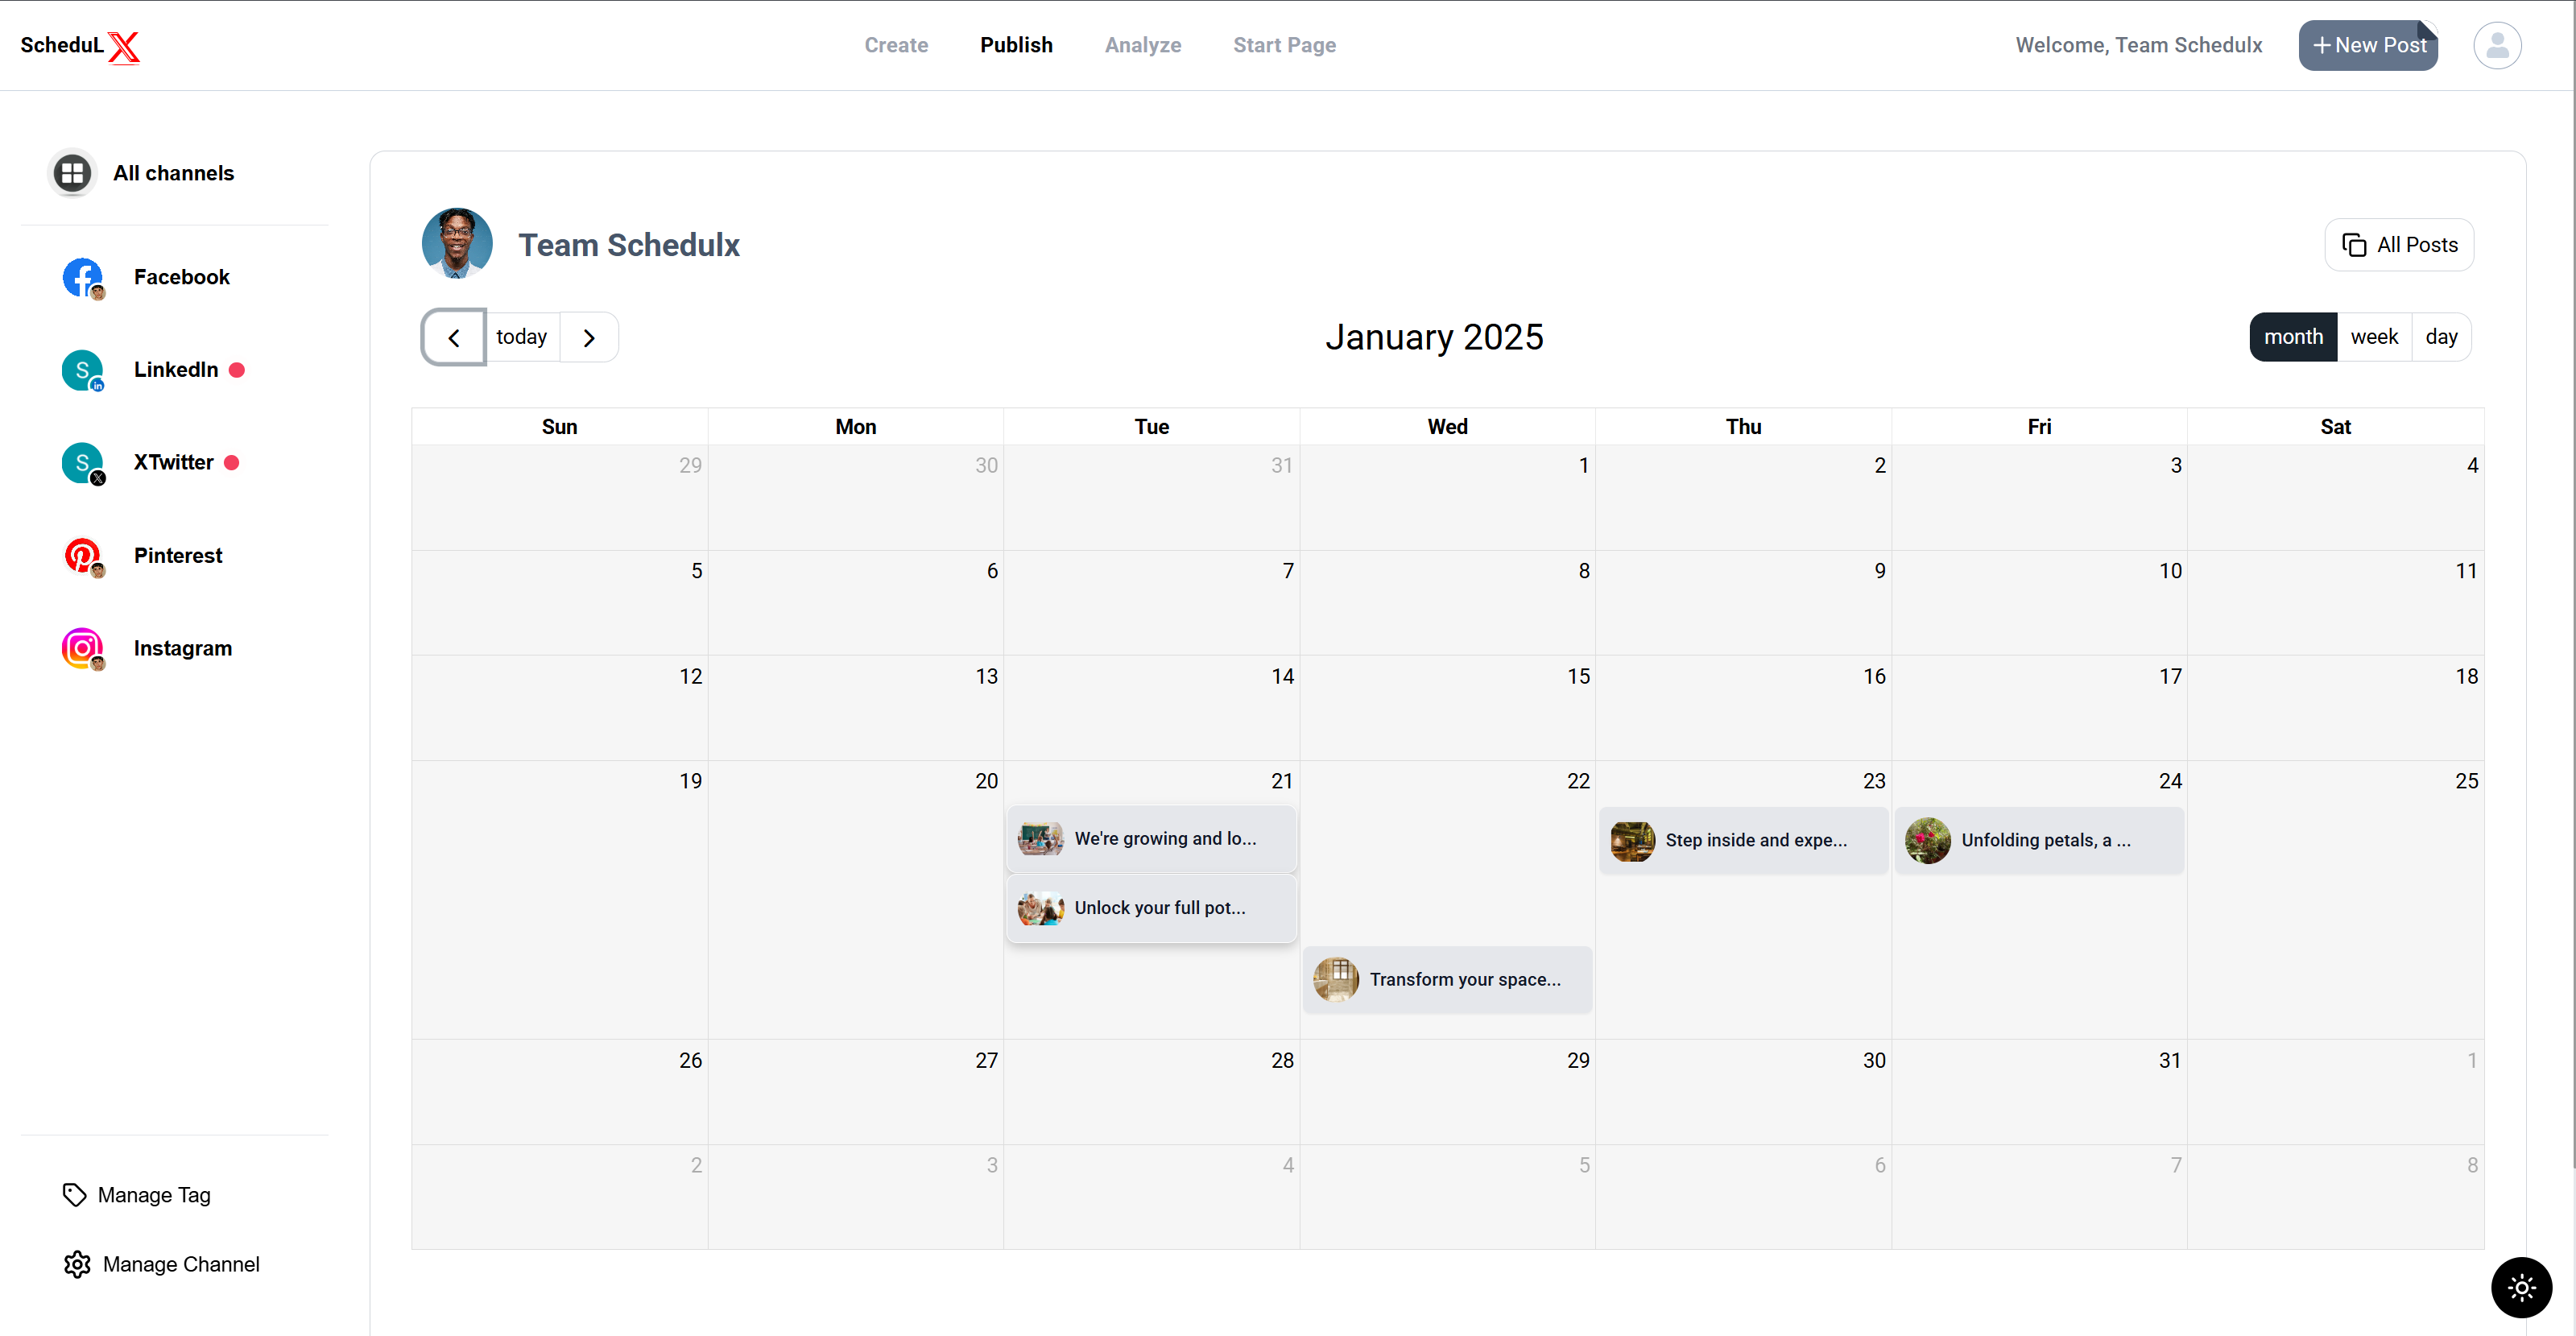 ScheduLX
Create Publish Analyze Start Page
Welcome, Team Schedulx
+ New Post
All channels
Facebook
S in LinkedIn
S X XTwitter
Pinterest
Instagram
Manage Tag
Manage Channel
Team Schedulx
All Posts
today
January 2025
month week day
Sun Mon Tue Wed Thu Fri Sat
29 30 31 1 2 3 4
5 6 7 8 9 10 11
12 13 14 15 16 17 18
19 20 21 22 23 24 25
We're growing and lo...
Unlock your full pot...
Transform your space...
Step inside and expe...
Unfolding petals, a ...
26 27 28 29 30 31 1
2 3 4 5 6 7 8